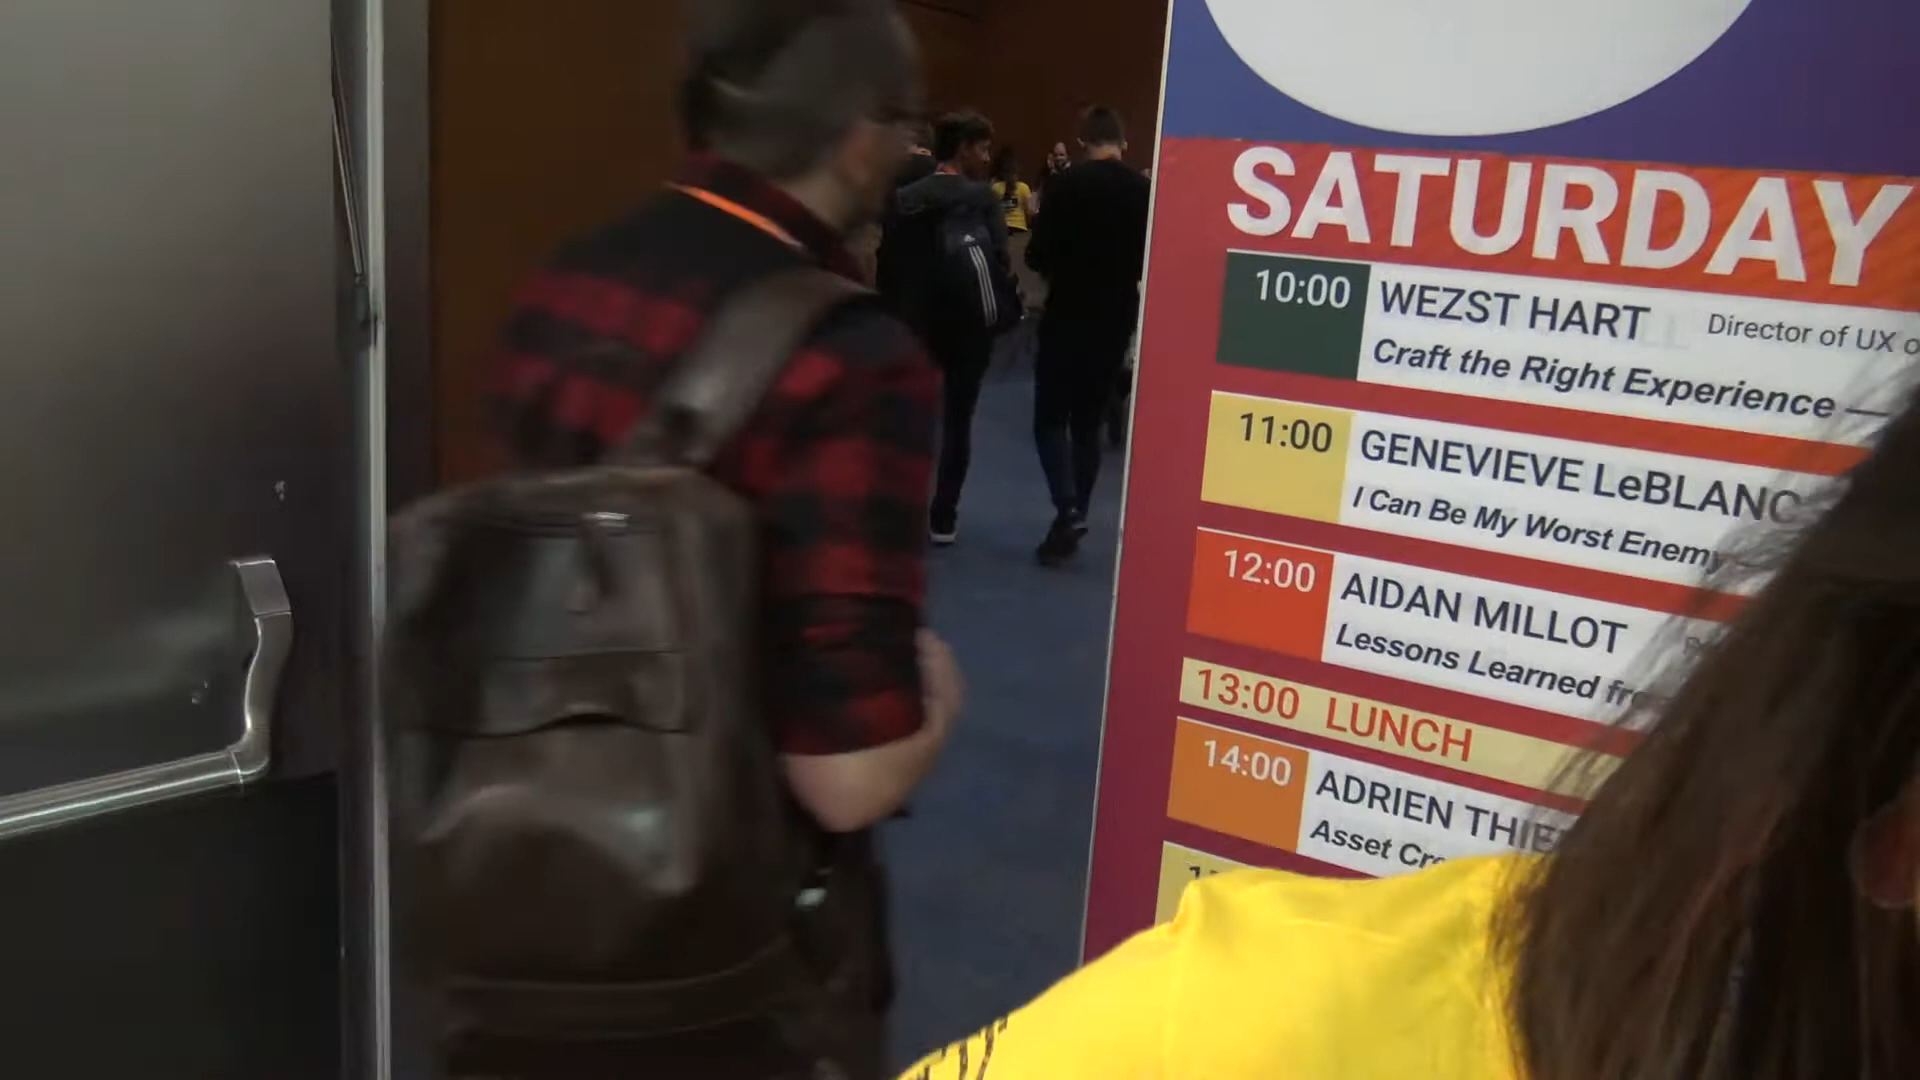 SATURDAY
10:00 WEZST HART Director of UX
Craft the Right Experience —
11:00 GENEVIEVE LeBLANC
I Can Be My Worst Enemy
12:00 AIDAN MILLOT
Lessons Learned
13:00 LUNCH
14:00 ADRIEN
Asset